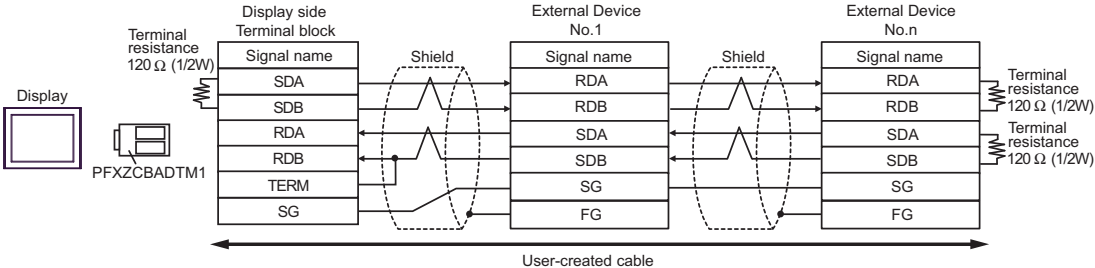 Display
PFXZCBADTM1
Terminal
resistance
120 Ω (1/2W)
Display side
Terminal block
Signal name
SDA
SDB
RDA
RDB
TERM
SG
Shield
External Device
No.1
Signal name
RDA
RDB
SDA
SDB
SG
FG
Shield
External Device
No.n
Signal name
RDA
RDB
SDA
SDB
SG
FG
Terminal
resistance
120 Ω (1/2W)
Terminal
resistance
120 Ω (1/2W)
User-created cable